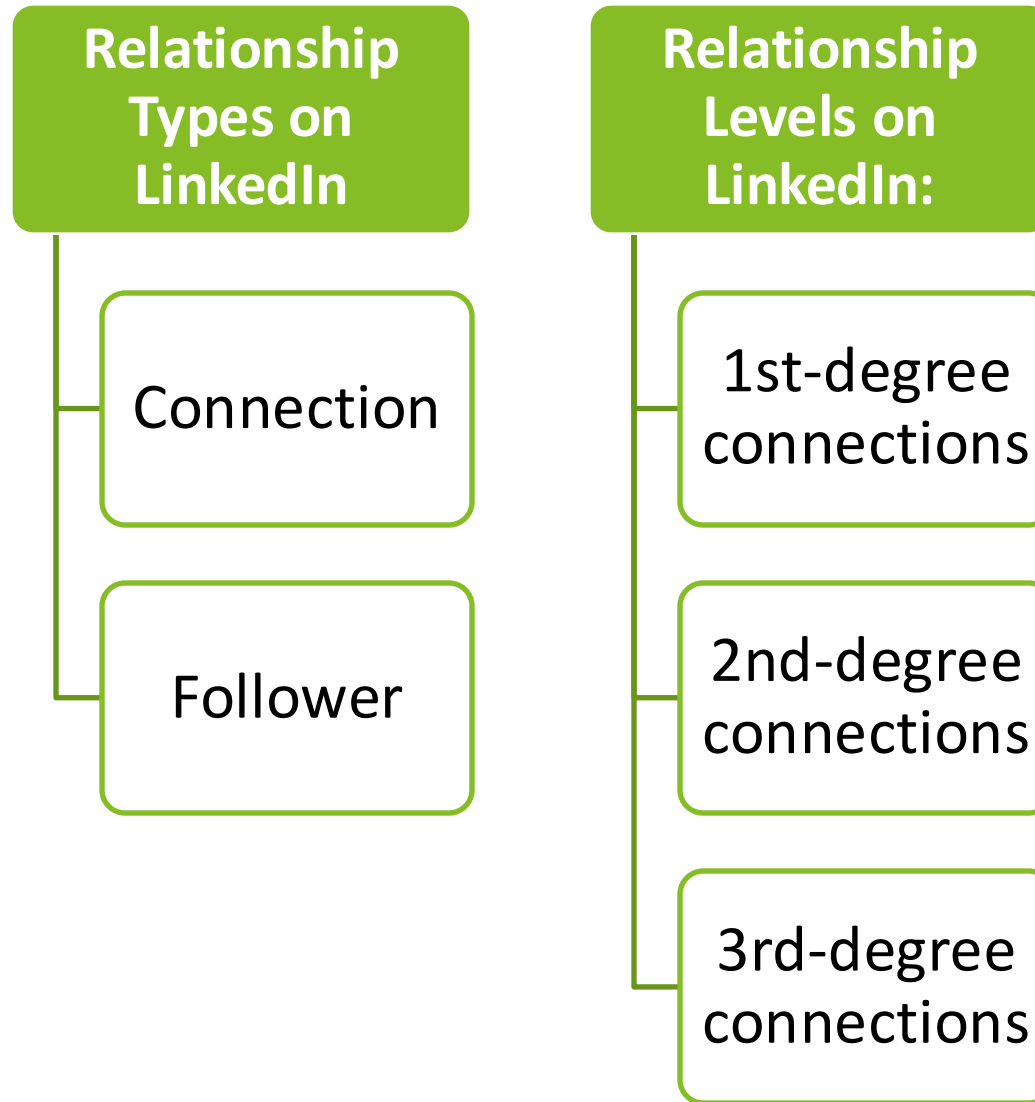 Relationship
Types on
LinkedIn
Connection
Follower
Relationship
Levels on
LinkedIn:
1st-degree
connections
2nd-degree
connections
3rd-degree
connections